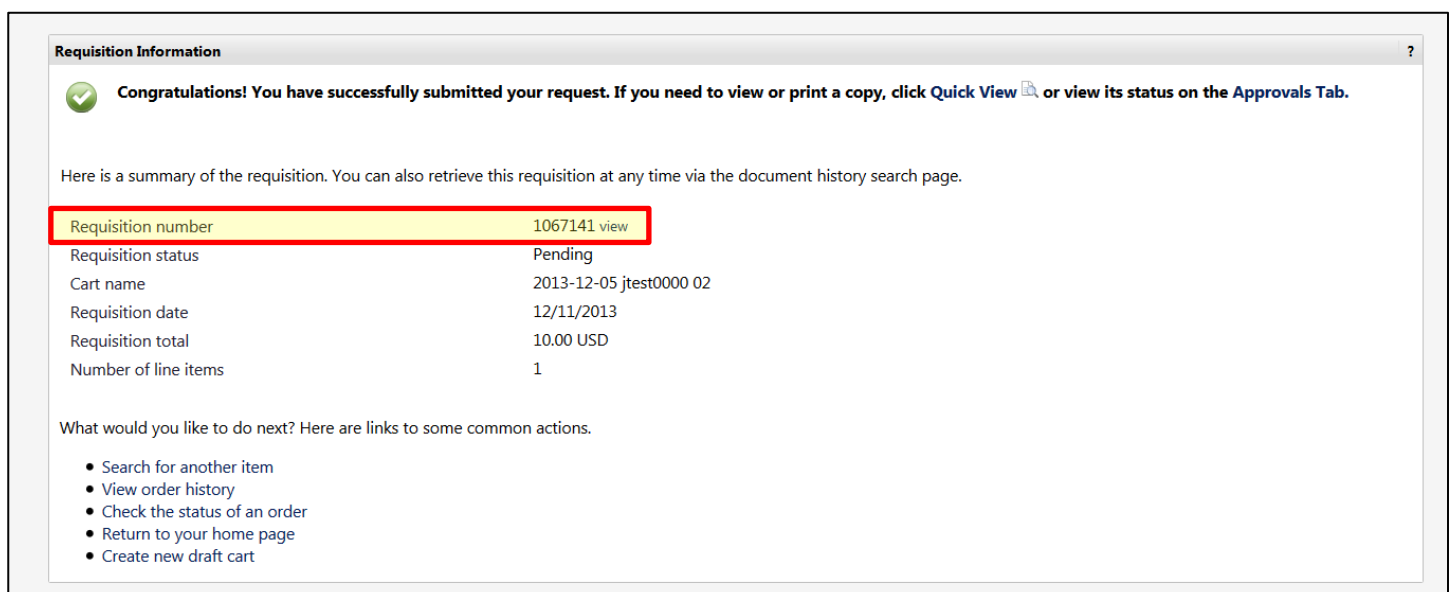 Requisition Information ?
Congratulations! You have successfully submitted your request. If you need to view or print a copy, click Quick View or view its status on the Approvals Tab.
Here is a summary of the requisition. You can also retrieve this requisition at any time via the document history search page.
Requisition number 1067141 view
Requisition status Pending
Cart name 2013-12-05 jtest0000 02
Requisition date 12/11/2013
Requisition total 10.00 USD
Number of line items 1
What would you like to do next? Here are links to some common actions.
• Search for another item
• View order history
• Check the status of an order
• Return to your home page
• Create new draft cart